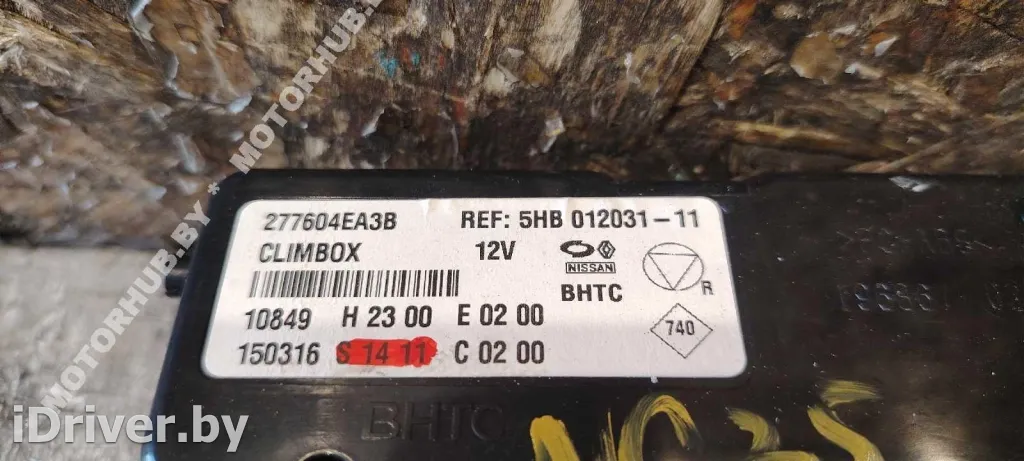 MOTORHUB.BY * MOTORHUB.BY
277604EA3B REF: 5HB 012031-11
CLIMBOX 12V
NISSAN
BHTC
R
10849 H 23 00 E 02 00
740
150316 S 14 11 C 02 00
BHTC
iDriver.by